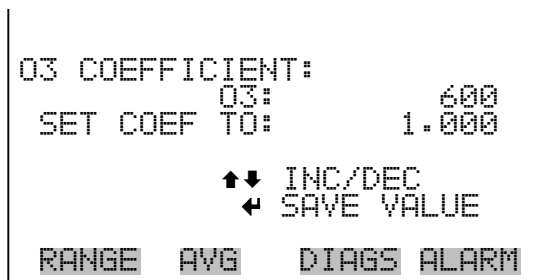 O3 COEFFICIENT:
O3: 600
SET COEF TO: 1.000
⬆⬇ INC/DEC
↵ SAVE VALUE
RANGE AVG DIAGS ALARM